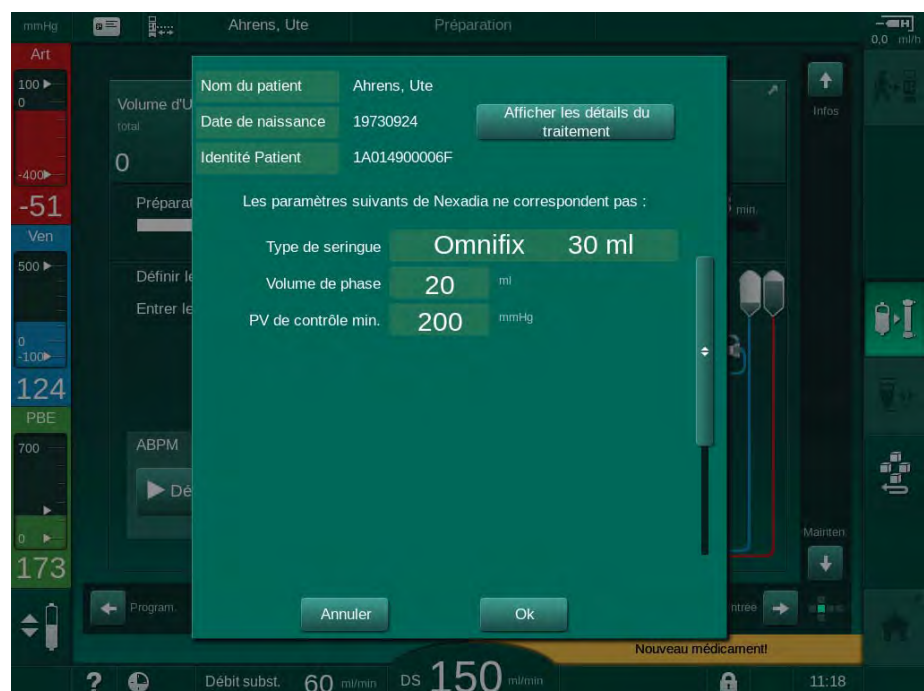 mmHg
Ahrens, Ute
Préparation
0,0 ml/h
Art
100
0
-400
-51
Ven
500
0
-100
124
PBE
700
0
173
Volume d'U
total
0
Préparat
min.
Définir le
Entrer le
ABPM
Dé
Infos
Mainten
Nom du patient Ahrens, Ute
Date de naissance 19730924
Identité Patient 1A014900006F
Afficher les détails du
traitement
Les paramètres suivants de Nexadia ne correspondent pas :
Type de seringue Omnifix 30 ml
Volume de phase 20 ml
PV de contrôle min. 200 mmHg
Annuler
Ok
Program.
ntrée
Nouveau médicament!
?
Débit subst. 60 ml/min
DS 150 ml/min
11:18